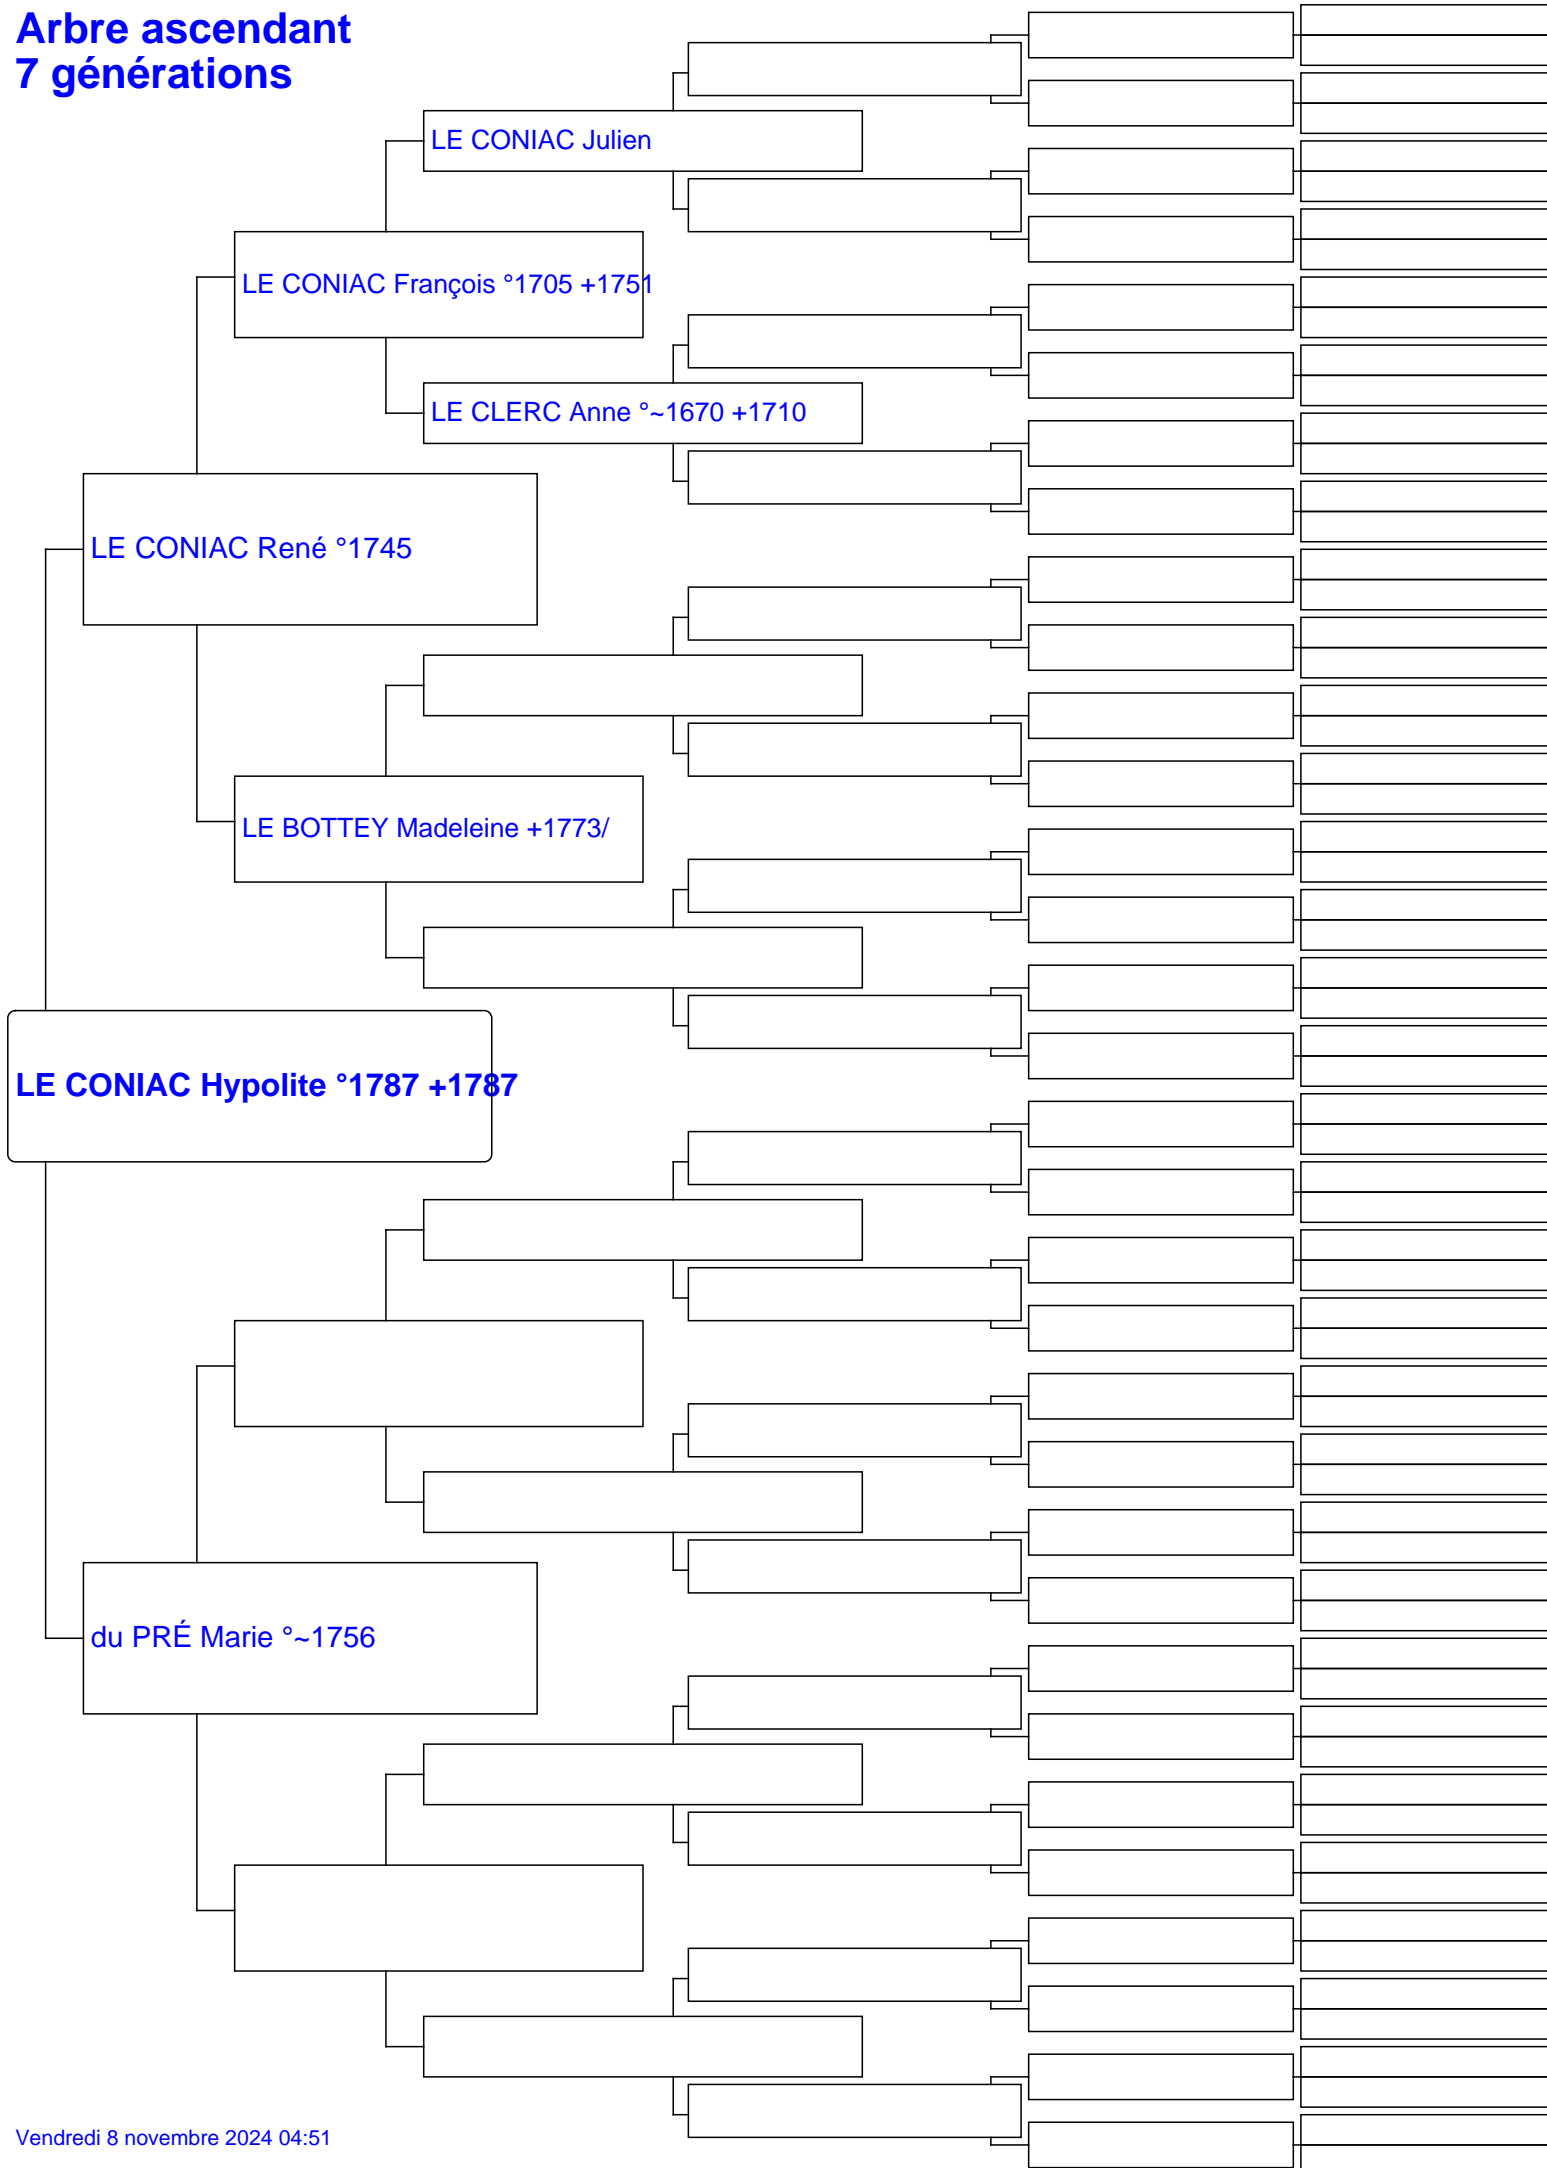 Arbre ascendant
7 générations
LE CONIAC Julien
LE CONIAC François °1705 +1751
LE CLERC Anne °~1670 +1710
LE CONIAC René °1745
LE BOTTEY Madeleine +1773/
LE CONIAC Hypolite °1787 +1787
du PRÉ Marie °~1756
Vendredi 8 novembre 2024 04:51